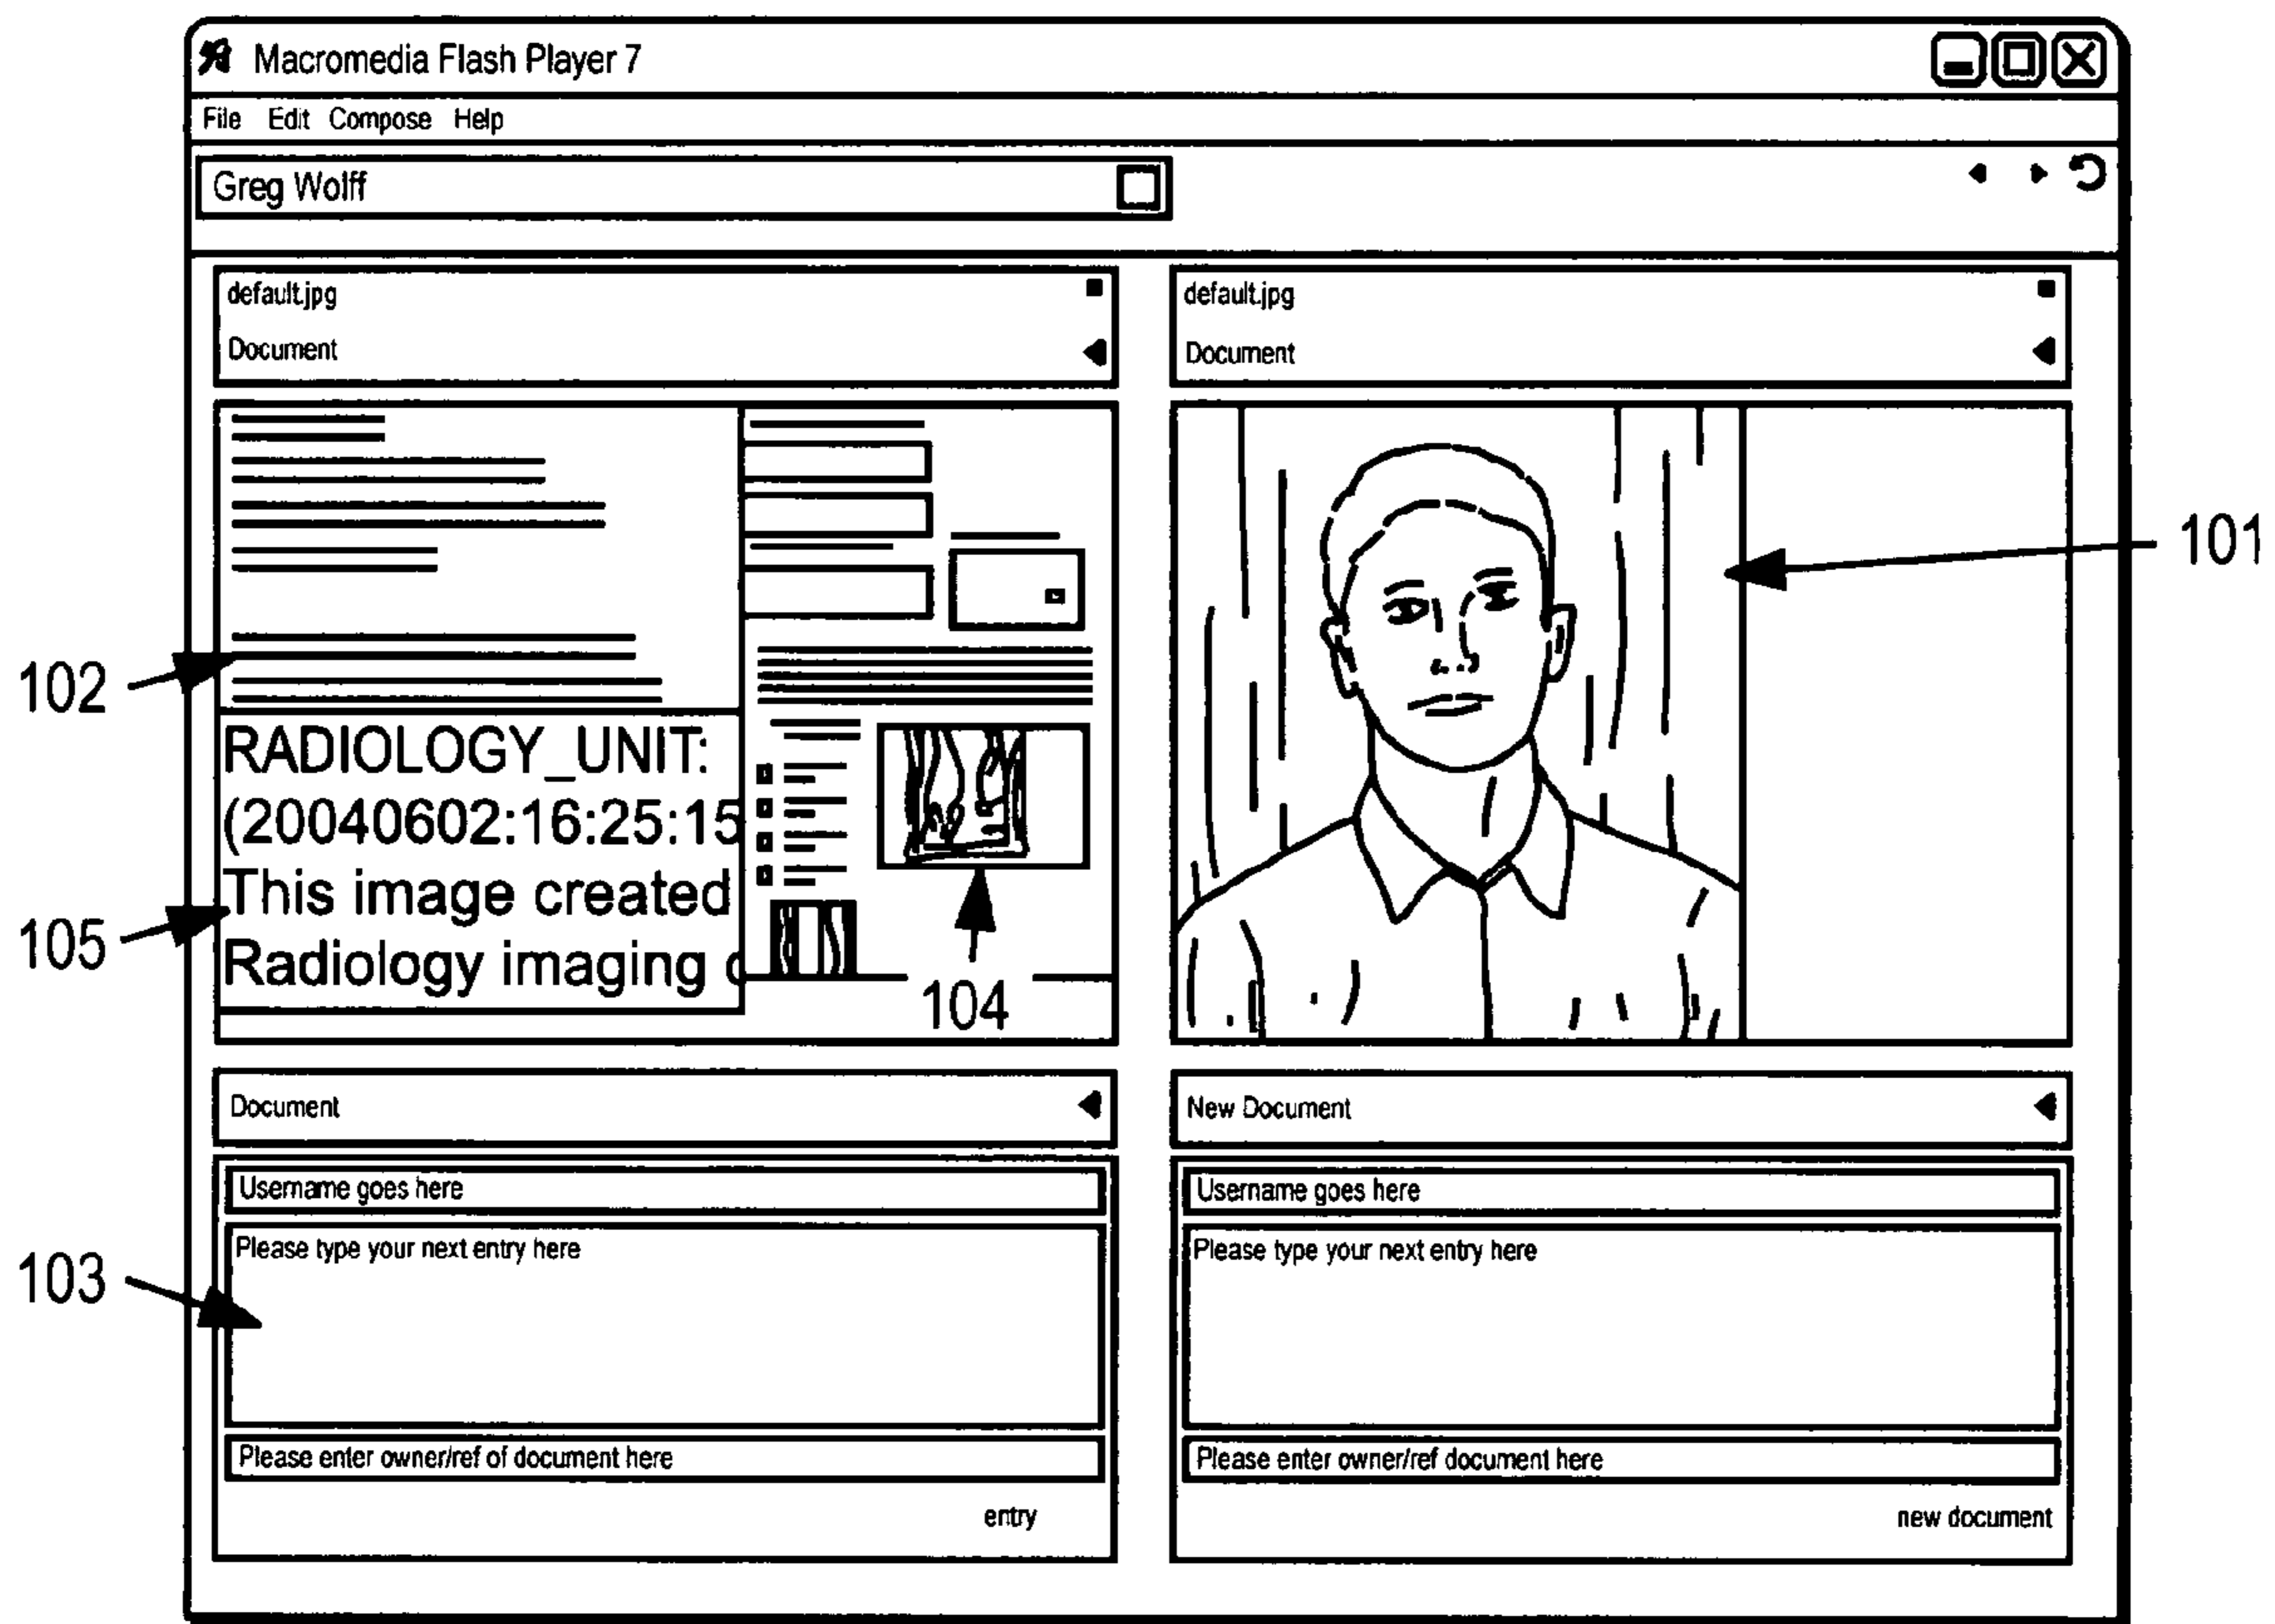 Macromedia Flash Player 7
File Edit Compose Help
Greg Wolff
default.jpg
Document
default.jpg
Document
101
102
RADIOLOGY_UNIT:
(20040602:16:25:15
This image created
Radiology imaging
105
104
Document
New Document
Username goes here
Please type your next entry here
103
Please enter owner/ref of document here
entry
Username goes here
Please type your next entry here
Please enter owner/ref document here
new document